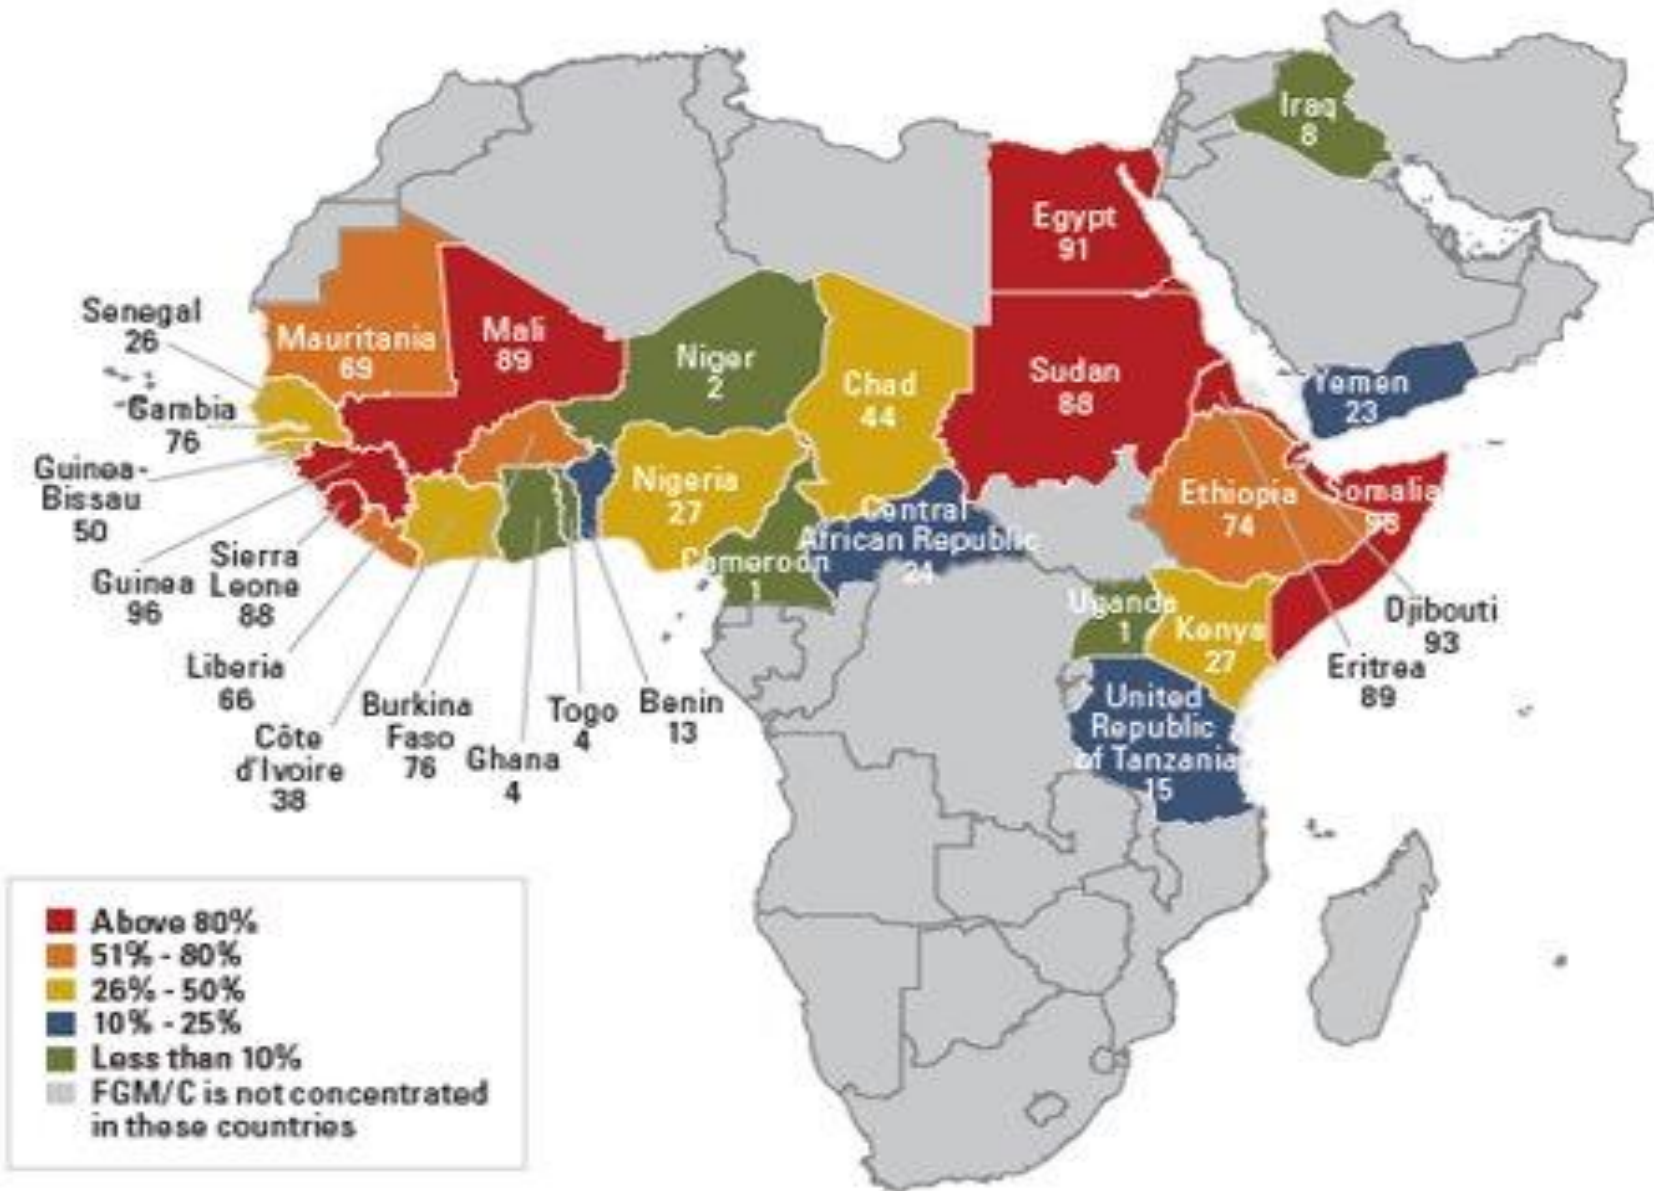 Iraq
8
Egypt
91
Senegal
26
Mauritania
69
Mali
89
Niger
2
Chad
44
Sudan
88
Yemen
23
Gambia
76
Guinea-
Bissau
50
Nigeria
27
Ethiopia
74
Somalia
98
Central
African Republic
24
Cameroon
1
Guinea
96
Sierra
Leone
88
Uganda
1
Kenya
27
Djibouti
93
Eritrea
89
Liberia
66
Côte
d'Ivoire
38
Burkina
Faso
76
Ghana
4
Togo
4
Benin
13
United
Republic
of Tanzania
15
Above 80%
51% - 80%
26% - 50%
10% - 25%
Less than 10%
FGM/C is not concentrated
in these countries